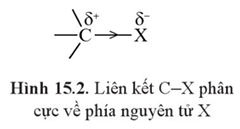 δ+ δ−
C X
Hình 15.2. Liên kết C–X phân
cực về phía nguyên tử X